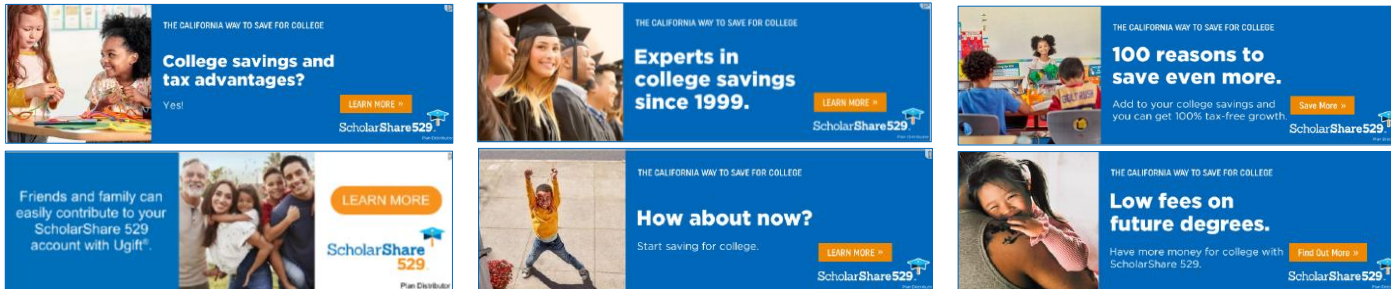 THE CALIFORNIA WAY TO SAVE FOR COLLEGE
College savings and
tax advantages?
Yes!
LEARN MORE »
ScholarShare529
Plan Distributor
THE CALIFORNIA WAY TO SAVE FOR COLLEGE
Experts in
college savings
since 1999.
LEARN MORE »
ScholarShare529
Plan Distributor
THE CALIFORNIA WAY TO SAVE FOR COLLEGE
100 reasons to
save even more.
Add to your college savings and
you can get 100% tax-free growth.
Save More »
ScholarShare529
Friends and family can
easily contribute to your
ScholarShare 529
account with Ugift®.
LEARN MORE
ScholarShare
529
Plan Distributor
THE CALIFORNIA WAY TO SAVE FOR COLLEGE
How about now?
Start saving for college.
LEARN MORE »
ScholarShare529
Plan Distributor
THE CALIFORNIA WAY TO SAVE FOR COLLEGE
Low fees on
future degrees.
Have more money for college with
ScholarShare 529.
Find Out More »
ScholarShare529